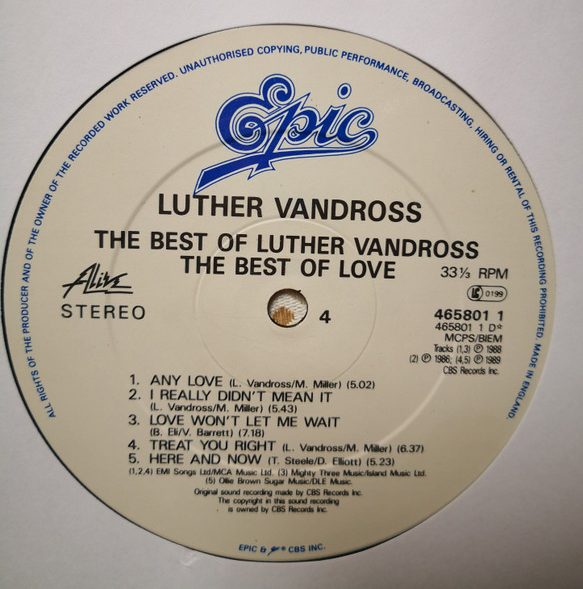 ALL RIGHTS OF THE PRODUCER AND OF THE OWNER OF THE RECORDED WORK RESERVED. UNAUTHORISED COPYING, PUBLIC PERFORMANCE, BROADCASTING, HIRING OR RENTAL OF THIS RECORDING PROHIBITED. MADE IN ENGLAND.
Epic
LUTHER VANDROSS
THE BEST OF LUTHER VANDROSS
THE BEST OF LOVE
33⅓ RPM
Alive
STEREO
4
LC 0199
465801 1
465801 1 D*
MCPS/BIEM
Tracks (1,3) ℗ 1988
(2) ℗ 1986; (4,5) ℗ 1989
CBS Records Inc.
1. ANY LOVE (L. Vandross/M. Miller) (5.02)
2. I REALLY DIDN'T MEAN IT
(L. Vandross/M. Miller) (5.43)
3. LOVE WON'T LET ME WAIT
(B. Eli/V. Barrett) (7.18)
4. TREAT YOU RIGHT (L. Vandross/M. Miller) (6.37)
5. HERE AND NOW (T. Steele/D. Elliott) (5.23)
(1,2,4) EMI Songs Ltd/MCA Music Ltd. (3) Mighty Three Music/Island Music Ltd.
(5) Ollie Brown Sugar Music/DLE Music.
Original sound recording made by CBS Records Inc.
The copyright in this sound recording
is owned by CBS Records Inc.
EPIC & CBS INC.